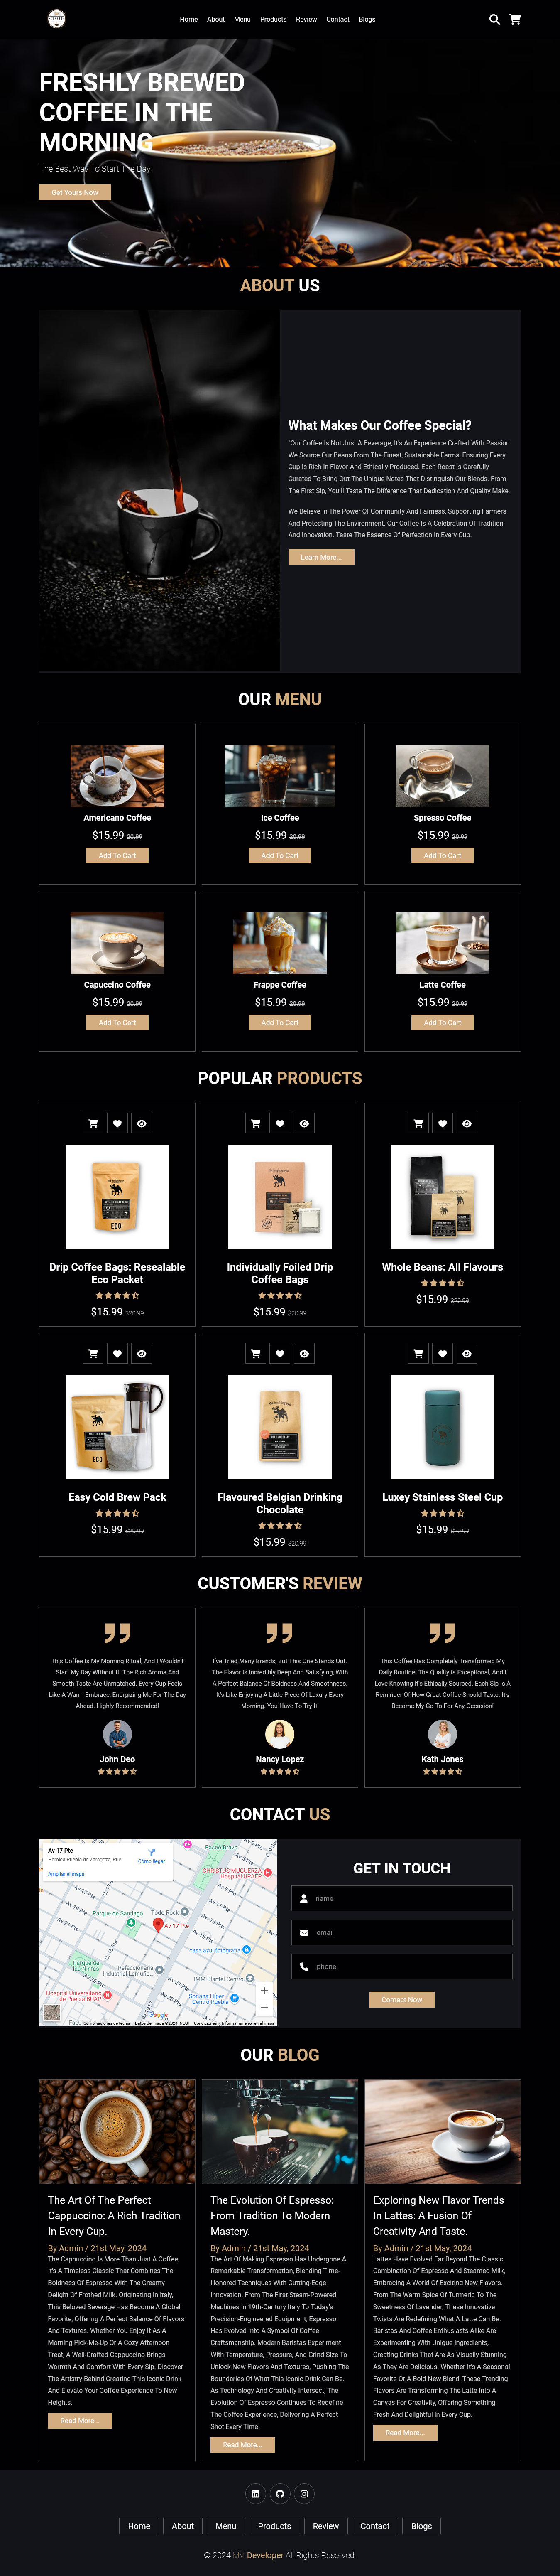 Home About Menu Products Review Contact Blogs
FRESHLY BREWED
COFFEE IN THE
MORNING
The Best Way To Start The Day
Get Yours Now
ABOUT US
What Makes Our Coffee Special?
"Our Coffee Is Not Just A Beverage; It's An Experience Crafted With Passion.
We Source Our Beans From The Finest, Sustainable Farms, Ensuring Every
Cup Is Rich In Flavor And Ethically Produced. Each Roast Is Carefully
Curated To Bring Out The Unique Notes That Distinguish Our Blends. From
The First Sip, You'll Taste The Difference That Dedication And Quality Make.
We Believe In The Power Of Community And Fairness, Supporting Farmers
And Protecting The Environment. Our Coffee Is A Celebration Of Tradition
And Innovation. Taste The Essence Of Perfection In Every Cup.
Learn More...
OUR MENU
Americano Coffee
$15.99 20.99
Add To Cart
Ice Coffee
$15.99 20.99
Add To Cart
Spresso Coffee
$15.99 20.99
Add To Cart
Capuccino Coffee
$15.99 20.99
Add To Cart
Frappe Coffee
$15.99 20.99
Add To Cart
Latte Coffee
$15.99 20.99
Add To Cart
POPULAR PRODUCTS
ECO
Drip Coffee Bags: Resealable
Eco Packet
$15.99 $20.99
Individually Foiled Drip
Coffee Bags
$15.99 $20.99
Whole Beans: All Flavours
$15.99 $20.99
ECO
Easy Cold Brew Pack
$15.99 $20.99
Flavoured Belgian Drinking
Chocolate
$15.99 $20.99
Luxey Stainless Steel Cup
$15.99 $20.99
CUSTOMER'S REVIEW
This Coffee Is My Morning Ritual, And I Wouldn't
Start My Day Without It. The Rich Aroma And
Smooth Taste Are Unmatched. Every Cup Feels
Like A Warm Embrace, Energizing Me For The Day
Ahead. Highly Recommended!
John Deo
I've Tried Many Brands, But This One Stands Out.
The Flavor Is Incredibly Deep And Satisfying, With
A Perfect Balance Of Boldness And Smoothness.
It's Like Enjoying A Little Piece Of Luxury Every
Morning. You Have To Try It!
Nancy Lopez
This Coffee Has Completely Transformed My
Daily Routine. The Quality Is Exceptional, And I
Love Knowing It's Ethically Sourced. Each Sip Is A
Reminder Of How Great Coffee Should Taste. It's
Become My Go-To For Any Occasion!
Kath Jones
CONTACT US
Av 17 Pte
Heroica Puebla de Zaragoza, Pue.
Cómo llegar
Ampliar el mapa
Paseo Bravo
CHRISTUS MUGUERZA
Hospital UPAEP
Todo Rock
Parque de Santiago
Av 17 Pte
casa azul fotografía
Refaccionaria
Industrial Lamuño...
Parque de
las Ninfas
IMM Plantel Centro
Hospital Universitario
de Puebla BUAP
Soriana Híper
Centro Puebla
Google
Combinaciones de teclas Datos del mapa ©2024 INEGI Condiciones Informar un error en el mapa
GET IN TOUCH
name
email
phone
Contact Now
OUR BLOG
The Art Of The Perfect
Cappuccino: A Rich Tradition
In Every Cup.
By Admin / 21st May, 2024
The Cappuccino Is More Than Just A Coffee;
It's A Timeless Classic That Combines The
Boldness Of Espresso With The Creamy
Delight Of Frothed Milk. Originating In Italy,
This Beloved Beverage Has Become A Global
Favorite, Offering A Perfect Balance Of Flavors
And Textures. Whether You Enjoy It As A
Morning Pick-Me-Up Or A Cozy Afternoon
Treat, A Well-Crafted Cappuccino Brings
Warmth And Comfort With Every Sip. Discover
The Artistry Behind Creating This Iconic Drink
And Elevate Your Coffee Experience To New
Heights.
Read More...
The Evolution Of Espresso:
From Tradition To Modern
Mastery.
By Admin / 21st May, 2024
The Art Of Making Espresso Has Undergone A
Remarkable Transformation, Blending Time-
Honored Techniques With Cutting-Edge
Innovation. From The First Steam-Powered
Machines In 19th-Century Italy To Today's
Precision-Engineered Equipment, Espresso
Has Evolved Into A Symbol Of Coffee
Craftsmanship. Modern Baristas Experiment
With Temperature, Pressure, And Grind Size To
Unlock New Flavors And Textures, Pushing The
Boundaries Of What This Iconic Drink Can Be.
As Technology And Creativity Intersect, The
Evolution Of Espresso Continues To Redefine
The Coffee Experience, Delivering A Perfect
Shot Every Time.
Read More...
Exploring New Flavor Trends
In Lattes: A Fusion Of
Creativity And Taste.
By Admin / 21st May, 2024
Lattes Have Evolved Far Beyond The Classic
Combination Of Espresso And Steamed Milk,
Embracing A World Of Exciting New Flavors.
From The Warm Spice Of Turmeric To The
Sweetness Of Lavender, These Innovative
Twists Are Redefining What A Latte Can Be.
Baristas And Coffee Enthusiasts Alike Are
Experimenting With Unique Ingredients,
Creating Drinks That Are As Visually Stunning
As They Are Delicious. Whether It's A Seasonal
Favorite Or A Bold New Blend, These Trending
Flavors Are Transforming The Latte Into A
Canvas For Creativity, Offering Something
Fresh And Delightful In Every Cup.
Read More...
Home About Menu Products Review Contact Blogs
© 2024 MV Developer All Rights Reserved.